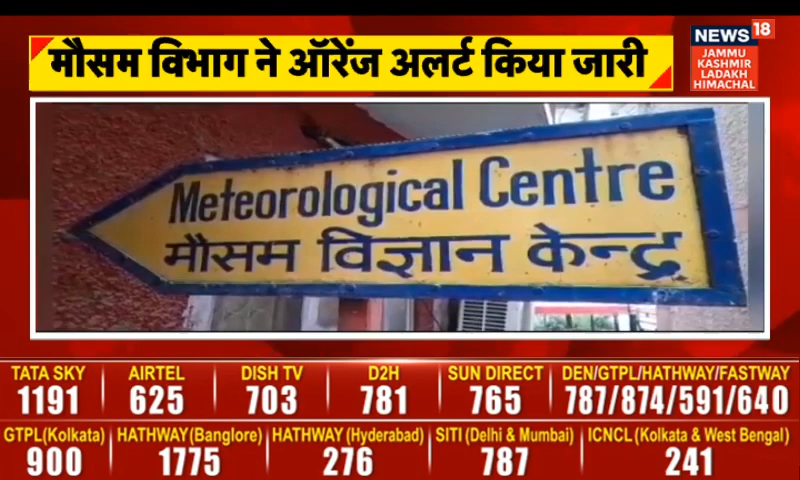 मौसम विभाग ने ऑरेंज अलर्ट किया जारी
NEWS 18
JAMMU
KASHMIR
LADAKH
HIMACHAL
Meteorological Centre
मौसम विज्ञान केन्द्र
TATA SKY AIRTEL DISH TV D2H SUN DIRECT DEN/GTPL/HATHWAY/FASTWAY
1191 625 703 781 765 787/874/591/640
GTPL(Kolkata) HATHWAY(Banglore) HATHWAY (Hyderabad) SITI (Delhi & Mumbai) ICNCL (Kolkata & West Bengal)
900 1775 276 787 241